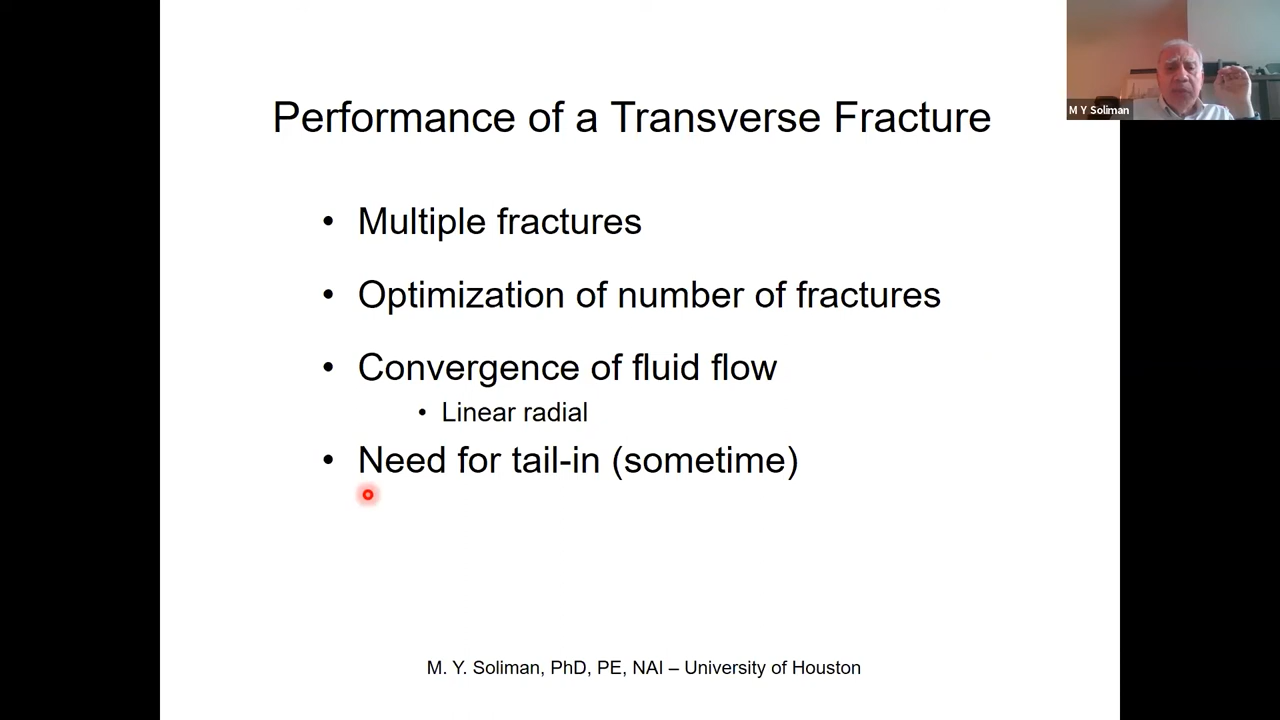 M Y Soliman
Performance of a Transverse Fracture
• Multiple fractures
• Optimization of number of fractures
• Convergence of fluid flow
• Linear radial
• Need for tail-in (sometime)
M. Y. Soliman, PhD, PE, NAI – University of Houston